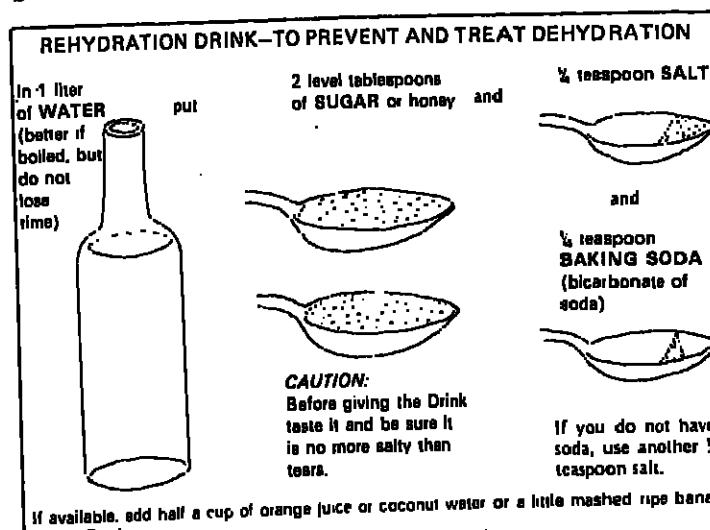 REHYDRATION DRINK—TO PREVENT AND TREAT DEHYDRATION
In 1 liter
of WATER
(better if
boiled, but
do not
lose
time)
put
2 level tablespoons
of SUGAR or honey and
¼ teaspoon SALT
and
¼ teaspoon
BAKING SODA
(bicarbonate of
soda)
CAUTION:
Before giving the Drink
taste it and be sure it
is no more salty than
tears.
If you do not have
soda, use another
teaspoon salt.
If available, add half a cup of orange juice or coconut water or a little mashed ripe